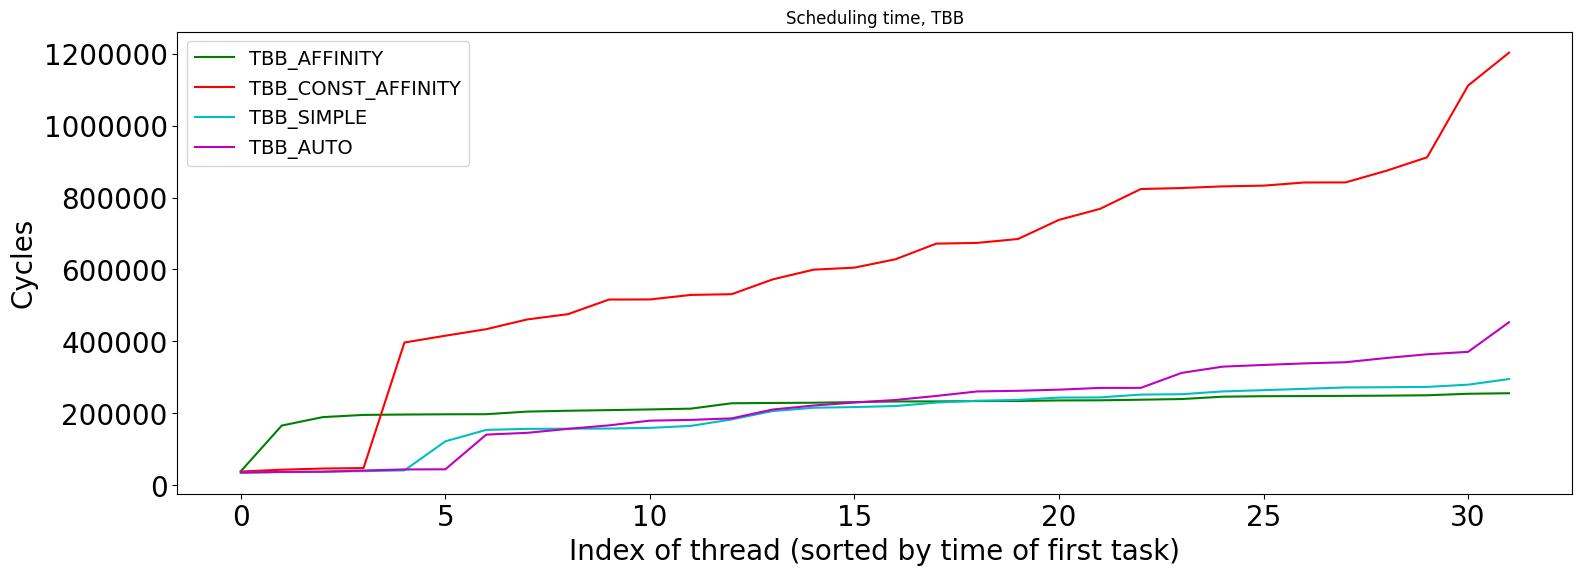 Scheduling time, TBB
TBB_AFFINITY
TBB_CONST_AFFINITY
TBB_SIMPLE
TBB_AUTO
Cycles
1200000
1000000
800000
600000
400000
200000
0
0 5 10 15 20 25 30
Index of thread (sorted by time of first task)